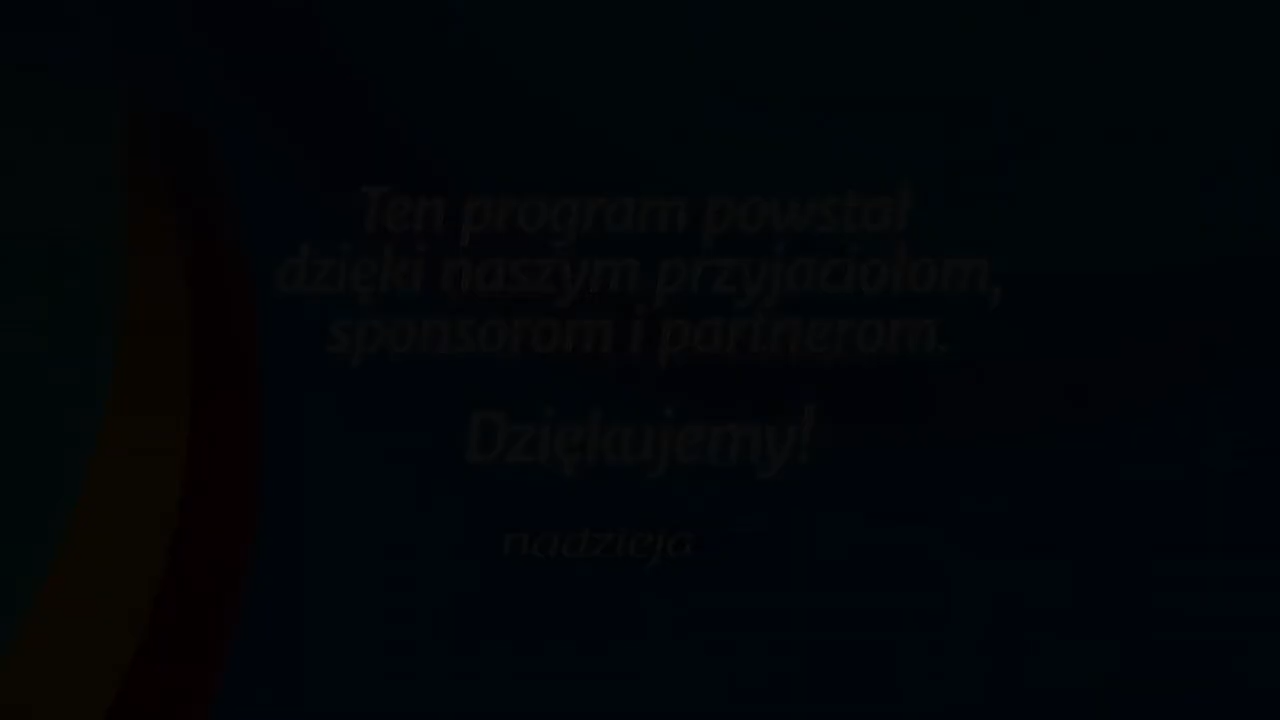 Ten program powstał
dzięki naszym przyjaciołom,
sponsorom i partnerom.
Dziękujemy!
nadzieja